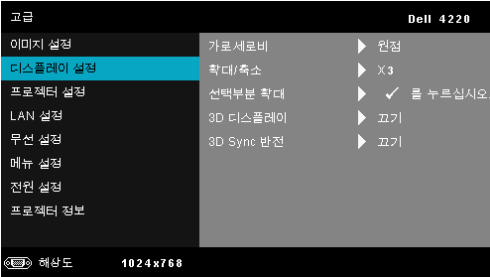 고급 Dell 4220
이미지 설정
디스플레이 설정
프로젝터 설정
LAN 설정
무선 설정
메뉴 설정
전원 설정
프로젝터 정보
가로세로비 원점
확대/축소 X3
선택부분 확대 ✓ 를 누르십시오.
3D 디스플레이 끄기
3D Sync 반전 끄기
해상도 1024x768